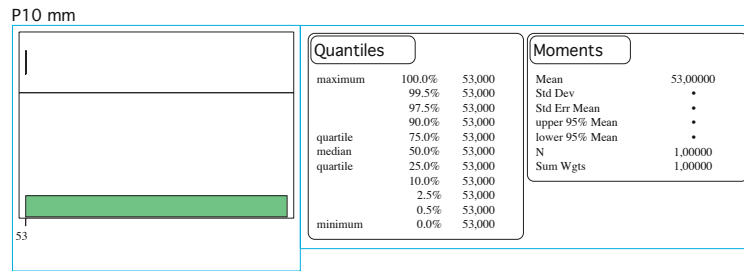 P10 mm
53
Quantiles
maximum 100.0% 53,000
99.5% 53,000
97.5% 53,000
90.0% 53,000
quartile 75.0% 53,000
median 50.0% 53,000
quartile 25.0% 53,000
10.0% 53,000
2.5% 53,000
0.5% 53,000
minimum 0.0% 53,000
Moments
Mean 53,00000
Std Dev •
Std Err Mean •
upper 95% Mean •
lower 95% Mean •
N 1,00000
Sum Wgts 1,00000